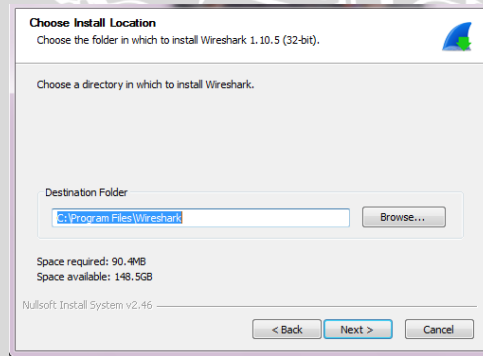 Choose Install Location
Choose the folder in which to install Wireshark 1.10.5 (32-bit).
Choose a directory in which to install Wireshark.
Destination Folder
C:\Program Files\Wireshark
Browse...
Space required: 90.4MB
Space available: 148.5GB
Nullsoft Install System v2.46
< Back
Next >
Cancel